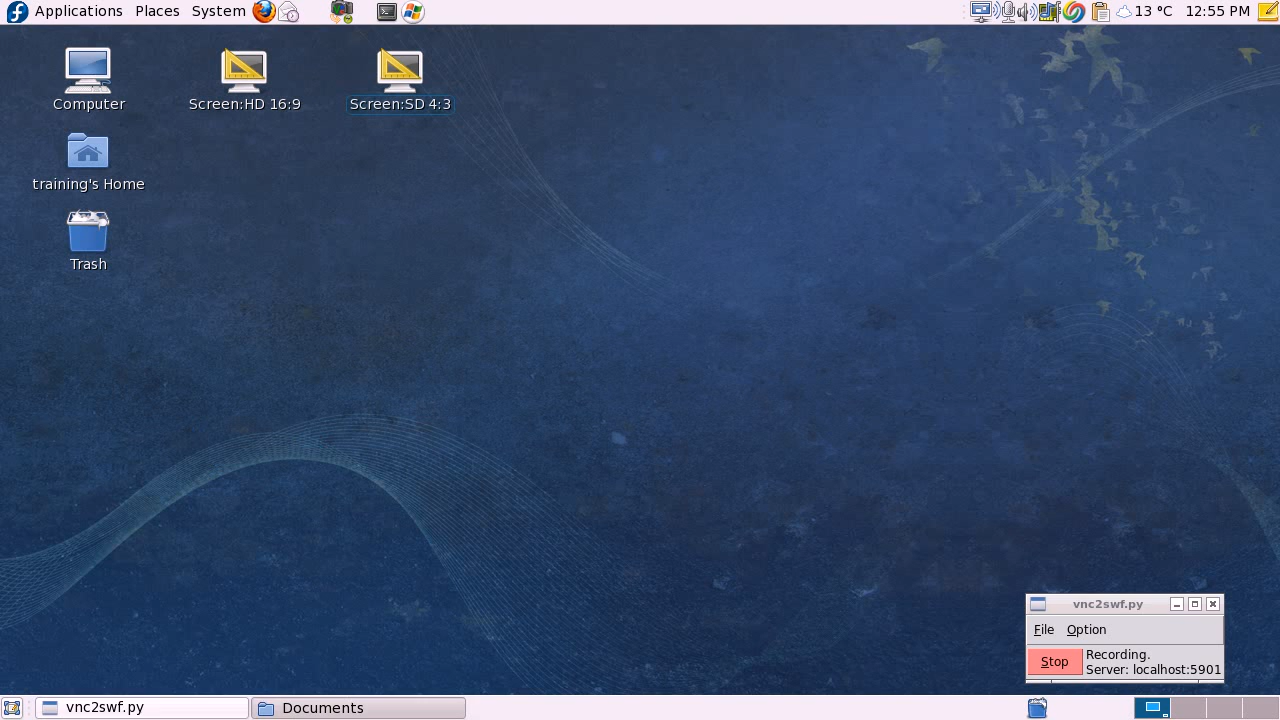 Applications Places System 13 °C 12:55 PM
Computer
Screen:HD 16:9
Screen:SD 4:3
training's Home
Trash
vnc2swf.py
File Option
Stop
Recording.
Server: localhost:5901
vnc2swf.py
Documents